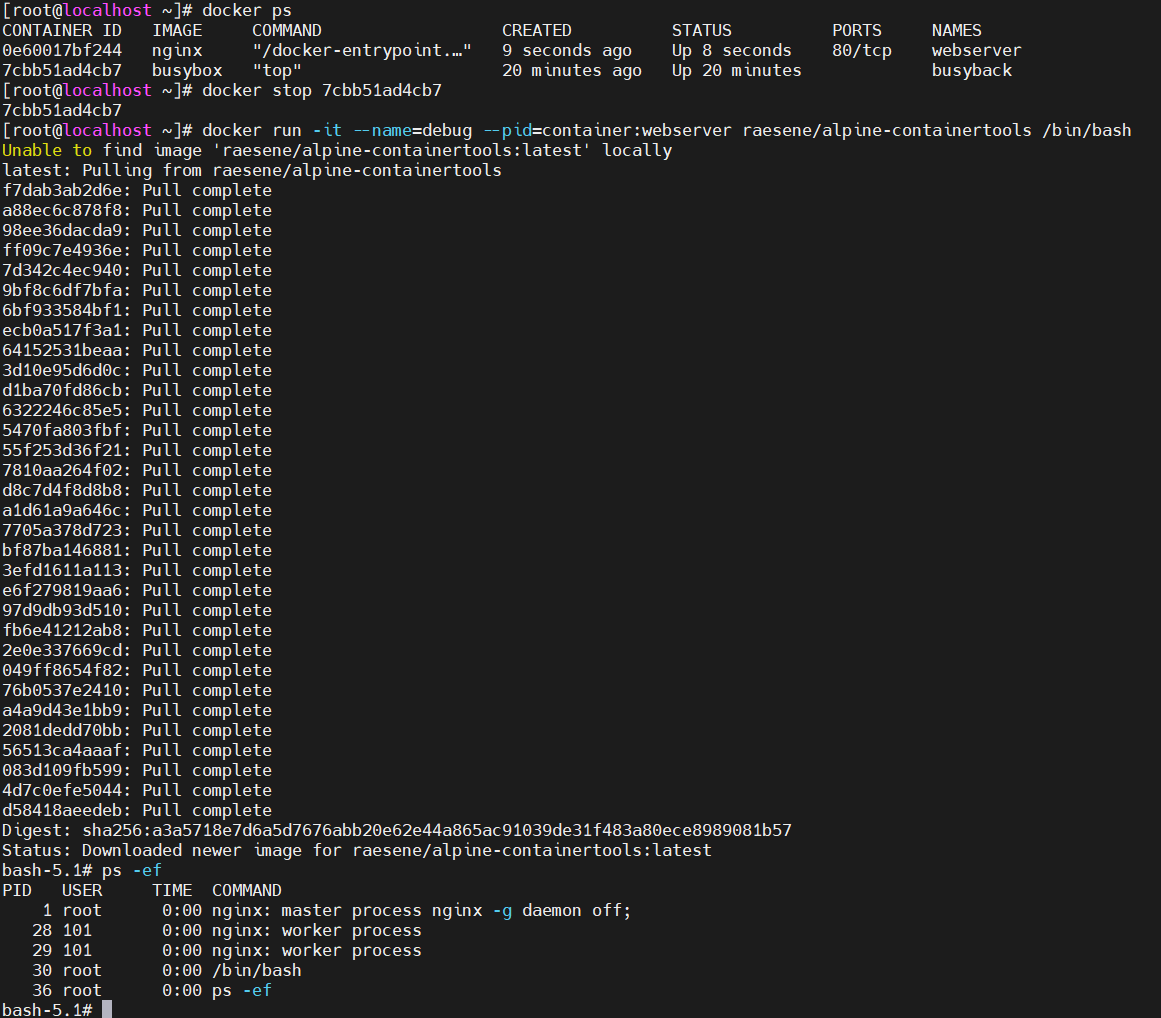 [root@localhost ~]# docker ps
CONTAINER ID   IMAGE     COMMAND                  CREATED          STATUS          PORTS     NAMES
0e60017bf244   nginx     "/docker-entrypoint.…"   9 seconds ago    Up 8 seconds    80/tcp    webserver
7cbb51ad4cb7   busybox   "top"                    20 minutes ago   Up 20 minutes             busyback
[root@localhost ~]# docker stop 7cbb51ad4cb7
7cbb51ad4cb7
[root@localhost ~]# docker run -it --name=debug --pid=container:webserver raesene/alpine-containertools /bin/bash
Unable to find image 'raesene/alpine-containertools:latest' locally
latest: Pulling from raesene/alpine-containertools
f7dab3ab2d6e: Pull complete
a88ec6c878f8: Pull complete
98ee36dacda9: Pull complete
ff09c7e4936e: Pull complete
7d342c4ec940: Pull complete
9bf8c6df7bfa: Pull complete
6bf933584bf1: Pull complete
ecb0a517f3a1: Pull complete
64152531beaa: Pull complete
3d10e95d6d0c: Pull complete
d1ba70fd86cb: Pull complete
6322246c85e5: Pull complete
5470fa803fbf: Pull complete
55f253d36f21: Pull complete
7810aa264f02: Pull complete
d8c7d4f8d8b8: Pull complete
a1d61a9a646c: Pull complete
7705a378d723: Pull complete
bf87ba146881: Pull complete
3efd1611a113: Pull complete
e6f279819aa6: Pull complete
97d9db93d510: Pull complete
fb6e41212ab8: Pull complete
2e0e337669cd: Pull complete
049ff8654f82: Pull complete
76b0537e2410: Pull complete
a4a9d43e1bb9: Pull complete
2081dedd70bb: Pull complete
56513ca4aaaf: Pull complete
083d109fb599: Pull complete
4d7c0efe5044: Pull complete
d58418aeedeb: Pull complete
Digest: sha256:a3a5718e7d6a5d7676abb20e62e44a865ac91039de31f483a80ece8989081b57
Status: Downloaded newer image for raesene/alpine-containertools:latest
bash-5.1# ps -ef
PID   USER     TIME  COMMAND
    1 root      0:00 nginx: master process nginx -g daemon off;
   28 101       0:00 nginx: worker process
   29 101       0:00 nginx: worker process
   30 root      0:00 /bin/bash
   36 root      0:00 ps -ef
bash-5.1#